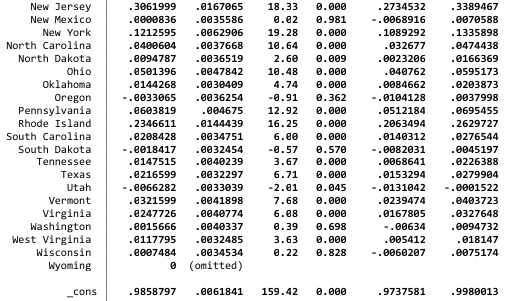 New Jersey .3061999 .0167065 18.33 0.000 .2734532 .3389467
New Mexico .0000836 .0035586 0.02 0.981 -.0068916 .0070588
New York .1212595 .0062906 19.28 0.000 .1089292 .1335898
North Carolina .0400604 .0037668 10.64 0.000 .032677 .0474438
North Dakota .0094787 .0036519 2.60 0.009 .0023206 .0166369
Ohio .0501396 .0047842 10.48 0.000 .040762 .0595173
Oklahoma .0144268 .0030409 4.74 0.000 .0084662 .0203873
Oregon -.0033065 .0036254 -0.91 0.362 -.0104128 .0037998
Pennsylvania .0603819 .004675 12.92 0.000 .0512184 .0695455
Rhode Island .2346611 .0144439 16.25 0.000 .2063494 .2629727
South Carolina .0208428 .0034751 6.00 0.000 .0140312 .0276544
South Dakota -.0018417 .0032454 -0.57 0.570 -.0082031 .0045197
Tennessee .0147515 .0040239 3.67 0.000 .0068641 .0226388
Texas .0216599 .0032297 6.71 0.000 .0153294 .0279904
Utah -.0066282 .0033039 -2.01 0.045 -.0131042 -.0001522
Vermont .0321599 .0041898 7.68 0.000 .0239474 .0403723
Virginia .0247726 .0040774 6.08 0.000 .0167805 .0327648
Washington .0015666 .0040337 0.39 0.698 -.00634 .0094732
West Virginia .0117795 .0032485 3.63 0.000 .005412 .018147
Wisconsin .0007484 .0034534 0.22 0.828 -.0060207 .0075174
Wyoming 0 (omitted)
_cons .9858797 .0061841 159.42 0.000 .9737581 .9980013